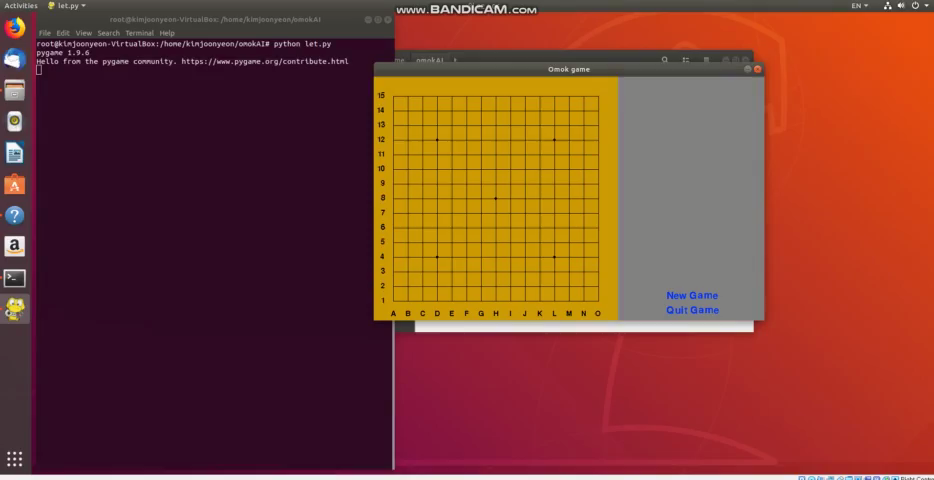 Activities
let.py
www.BANDICAM.com
EN
root@kimjoonyeon-VirtualBox: /home/kimjoonyeon/omokAI
File Edit View Search Terminal Help
root@kimjoonyeon-VirtualBox:/home/kimjoonyeon/omokAI# python let.py
pygame 1.9.6
Hello from the pygame community. https://www.pygame.org/contribute.html
omokAI
Omok game
15
14
13
12
11
10
9
8
7
6
5
4
3
2
1
A B C D E F G H I J K L M N O
New Game
Quit Game